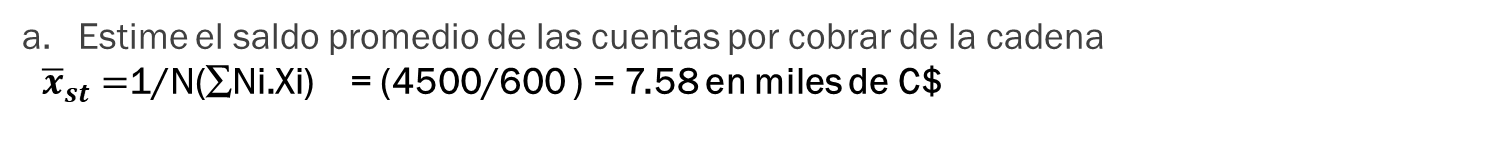 a. Estime el saldo promedio de las cuentas por cobrar de la cadena
x̅st =1/N(∑Ni.Xi) = (4500/600 ) = 7.58 en miles de C$